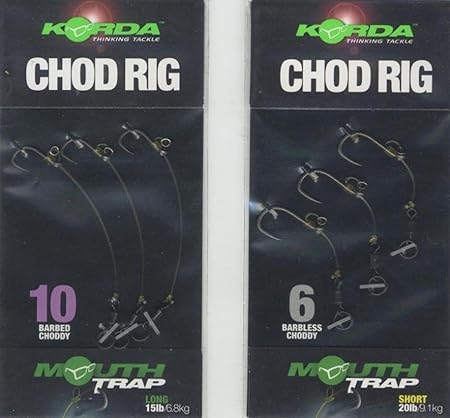 KORDA
THINKING TACKLE
CHOD RIG
10
BARBED
CHODDY
MOUTH
TRAP
LONG
15lb/6.8kg
KORDA
THINKING TACKLE
CHOD RIG
6
BARBLESS
CHODDY
MOUTH
TRAP
SHORT
20lb/9.1kg